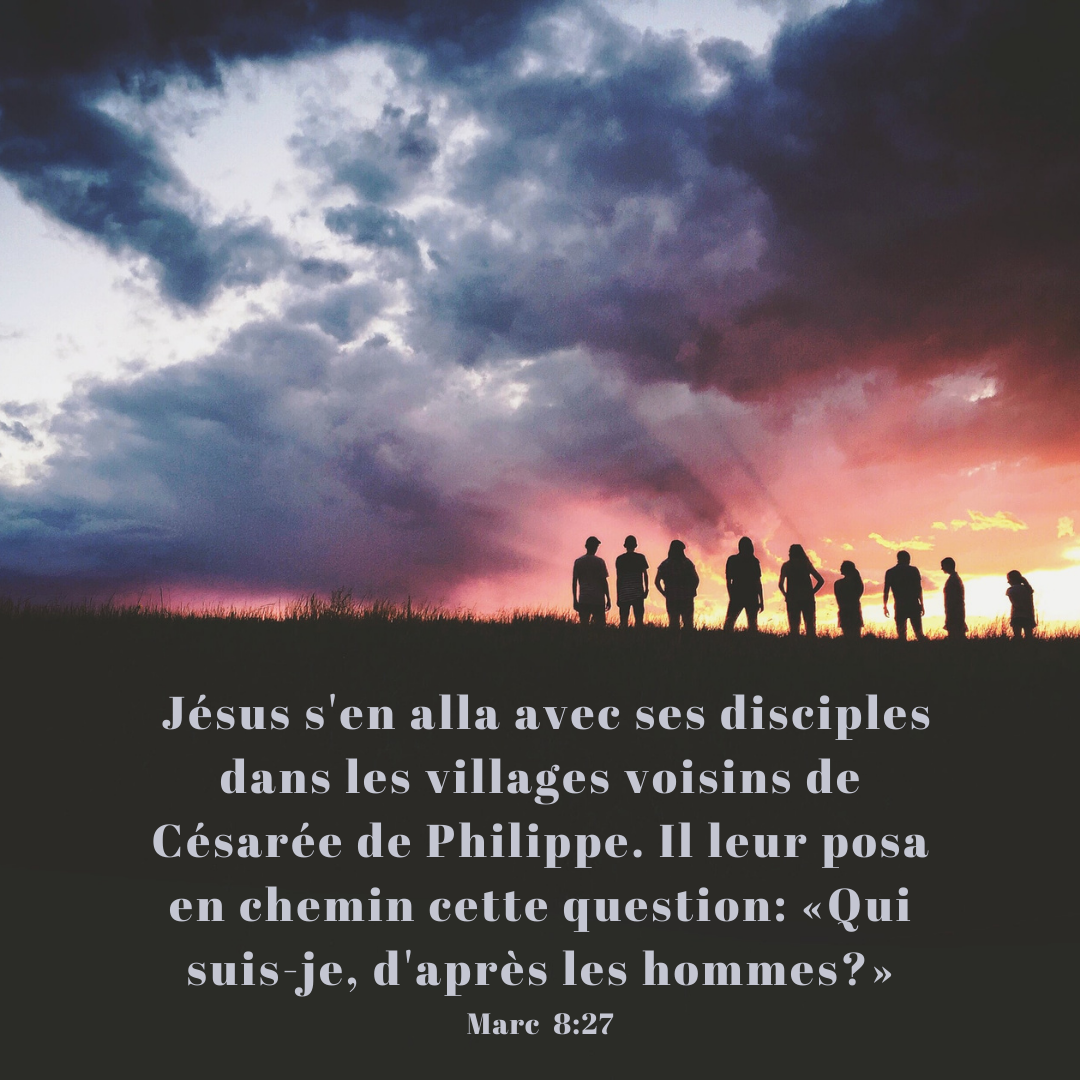 Jésus s'en alla avec ses disciples
dans les villages voisins de
Césarée de Philippe. Il leur posa
en chemin cette question: «Qui
suis-je, d'après les hommes?»
Marc 8:27